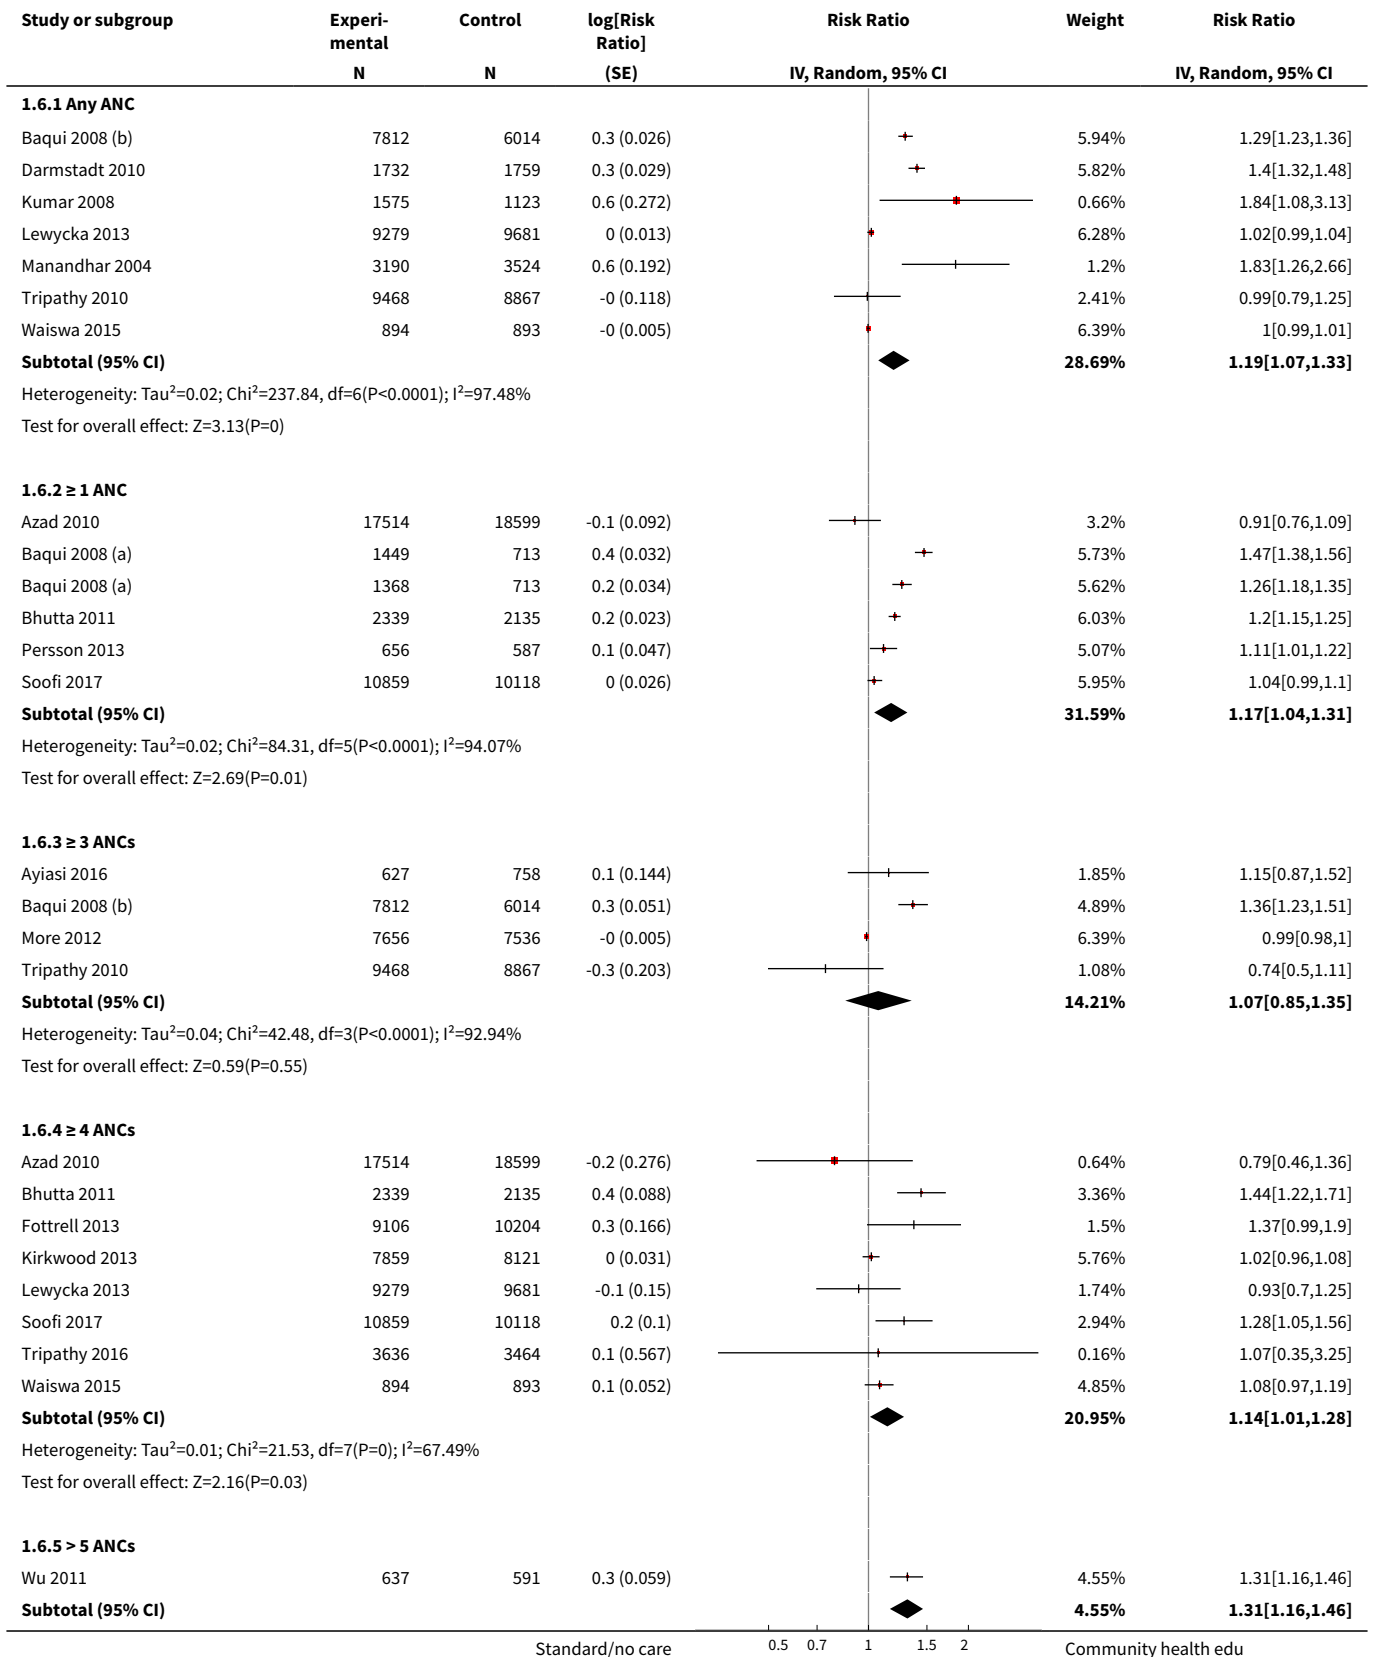 Study or subgroup Experi- Control log[Risk Risk Ratio Weight Risk Ratio
mental Ratio]
N N (SE) IV, Random, 95% CI IV, Random, 95% CI
1.6.1 Any ANC
Baqui 2008 (b) 7812 6014 0.3 (0.026) 5.94% 1.29[1.23,1.36]
Darmstadt 2010 1732 1759 0.3 (0.029) 5.82% 1.4[1.32,1.48]
Kumar 2008 1575 1123 0.6 (0.272) 0.66% 1.84[1.08,3.13]
Lewycka 2013 9279 9681 0 (0.013) 6.28% 1.02[0.99,1.04]
Manandhar 2004 3190 3524 0.6 (0.192) 1.2% 1.83[1.26,2.66]
Tripathy 2010 9468 8867 -0 (0.118) 2.41% 0.99[0.79,1.25]
Waiswa 2015 894 893 -0 (0.005) 6.39% 1[0.99,1.01]
Subtotal (95% CI) 28.69% 1.19[1.07,1.33]
Heterogeneity: Tau²=0.02; Chi²=237.84, df=6(P<0.0001); I²=97.48%
Test for overall effect: Z=3.13(P=0)
1.6.2 ≥ 1 ANC
Azad 2010 17514 18599 -0.1 (0.092) 3.2% 0.91[0.76,1.09]
Baqui 2008 (a) 1449 713 0.4 (0.032) 5.73% 1.47[1.38,1.56]
Baqui 2008 (a) 1368 713 0.2 (0.034) 5.62% 1.26[1.18,1.35]
Bhutta 2011 2339 2135 0.2 (0.023) 6.03% 1.2[1.15,1.25]
Persson 2013 656 587 0.1 (0.047) 5.07% 1.11[1.01,1.22]
Soofi 2017 10859 10118 0 (0.026) 5.95% 1.04[0.99,1.1]
Subtotal (95% CI) 31.59% 1.17[1.04,1.31]
Heterogeneity: Tau²=0.02; Chi²=84.31, df=5(P<0.0001); I²=94.07%
Test for overall effect: Z=2.69(P=0.01)
1.6.3 ≥ 3 ANCs
Ayiasi 2016 627 758 0.1 (0.144) 1.85% 1.15[0.87,1.52]
Baqui 2008 (b) 7812 6014 0.3 (0.051) 4.89% 1.36[1.23,1.51]
More 2012 7656 7536 -0 (0.005) 6.39% 0.99[0.98,1]
Tripathy 2010 9468 8867 -0.3 (0.203) 1.08% 0.74[0.5,1.11]
Subtotal (95% CI) 14.21% 1.07[0.85,1.35]
Heterogeneity: Tau²=0.04; Chi²=42.48, df=3(P<0.0001); I²=92.94%
Test for overall effect: Z=0.59(P=0.55)
1.6.4 ≥ 4 ANCs
Azad 2010 17514 18599 -0.2 (0.276) 0.64% 0.79[0.46,1.36]
Bhutta 2011 2339 2135 0.4 (0.088) 3.36% 1.44[1.22,1.71]
Fottrell 2013 9106 10204 0.3 (0.166) 1.5% 1.37[0.99,1.9]
Kirkwood 2013 7859 8121 0 (0.031) 5.76% 1.02[0.96,1.08]
Lewycka 2013 9279 9681 -0.1 (0.15) 1.74% 0.93[0.7,1.25]
Soofi 2017 10859 10118 0.2 (0.1) 2.94% 1.28[1.05,1.56]
Tripathy 2016 3636 3464 0.1 (0.567) 0.16% 1.07[0.35,3.25]
Waiswa 2015 894 893 0.1 (0.052) 4.85% 1.08[0.97,1.19]
Subtotal (95% CI) 20.95% 1.14[1.01,1.28]
Heterogeneity: Tau²=0.01; Chi²=21.53, df=7(P=0); I²=67.49%
Test for overall effect: Z=2.16(P=0.03)
1.6.5 > 5 ANCs
Wu 2011 637 591 0.3 (0.059) 4.55% 1.31[1.16,1.46]
Subtotal (95% CI) 4.55% 1.31[1.16,1.46]
Standard/no care 0.5 0.7 1 1.5 2 Community health edu